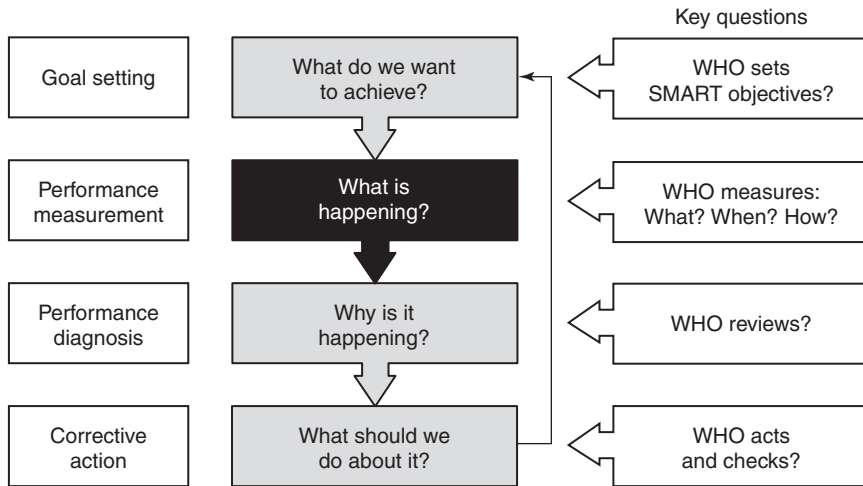 Key questions
Goal setting
What do we want
to achieve?
WHO sets
SMART objectives?
Performance
measurement
What is
happening?
WHO measures:
What? When? How?
Performance
diagnosis
Why is it
happening?
WHO reviews?
Corrective
action
What should we
do about it?
WHO acts
and checks?